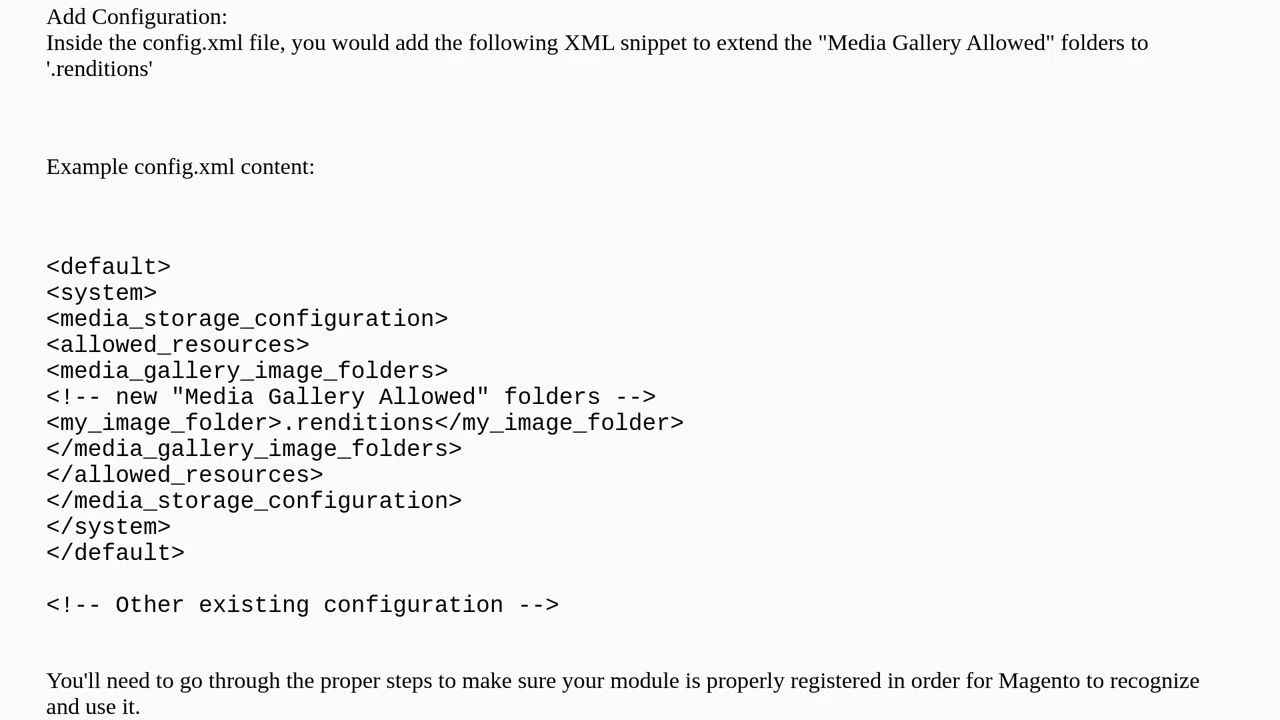 Add Configuration:
Inside the config.xml file, you would add the following XML snippet to extend the "Media Gallery Allowed" folders to
'.renditions'
Example config.xml content:
<default>
<system>
<media_storage_configuration>
<allowed_resources>
<media_gallery_image_folders>
<!-- new "Media Gallery Allowed" folders -->
<my_image_folder>.renditions</my_image_folder>
</media_gallery_image_folders>
</allowed_resources>
</media_storage_configuration>
</system>
</default>
<!-- Other existing configuration -->
You'll need to go through the proper steps to make sure your module is properly registered in order for Magento to recognize
and use it.